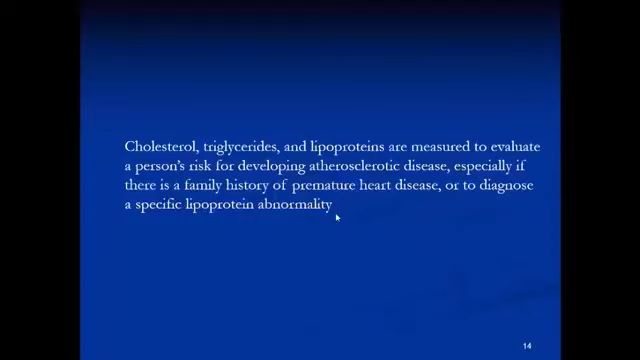 Cholesterol, triglycerides, and lipoproteins are measured to evaluate
a person's risk for developing atherosclerotic disease, especially if
there is a family history of premature heart disease, or to diagnose
a specific lipoprotein abnormality
14